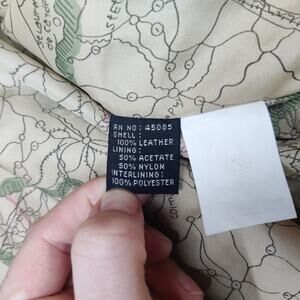 RN NO: 45085
SHELL:
100% LEATHER
LINING:
50% ACETATE
50% NYLON
INTERLINING:
100% POLYESTER